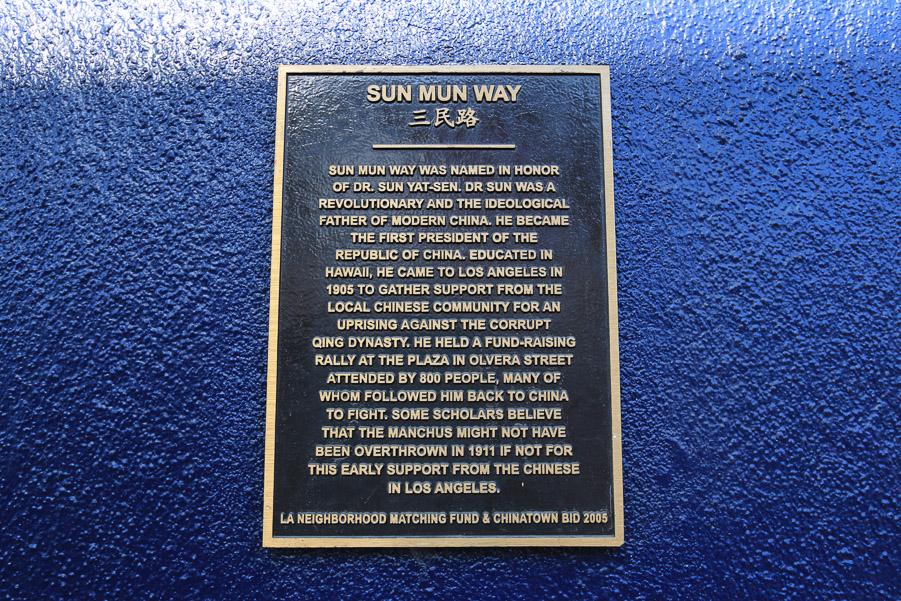 SUN MUN WAY
三民路
SUN MUN WAY WAS NAMED IN HONOR
OF DR. SUN YAT-SEN. DR SUN WAS A
REVOLUTIONARY AND THE IDEOLOGICAL
FATHER OF MODERN CHINA. HE BECAME
THE FIRST PRESIDENT OF THE
REPUBLIC OF CHINA. EDUCATED IN
HAWAII, HE CAME TO LOS ANGELES IN
1905 TO GATHER SUPPORT FROM THE
LOCAL CHINESE COMMUNITY FOR AN
UPRISING AGAINST THE CORRUPT
QING DYNASTY. HE HELD A FUND-RAISING
RALLY AT THE PLAZA IN OLVERA STREET
ATTENDED BY 800 PEOPLE, MANY OF
WHOM FOLLOWED HIM BACK TO CHINA
TO FIGHT. SOME SCHOLARS BELIEVE
THAT THE MANCHUS MIGHT NOT HAVE
BEEN OVERTHROWN IN 1911 IF NOT FOR
THIS EARLY SUPPORT FROM THE CHINESE
IN LOS ANGELES.
LA NEIGHBORHOOD MATCHING FUND & CHINATOWN BID 2005